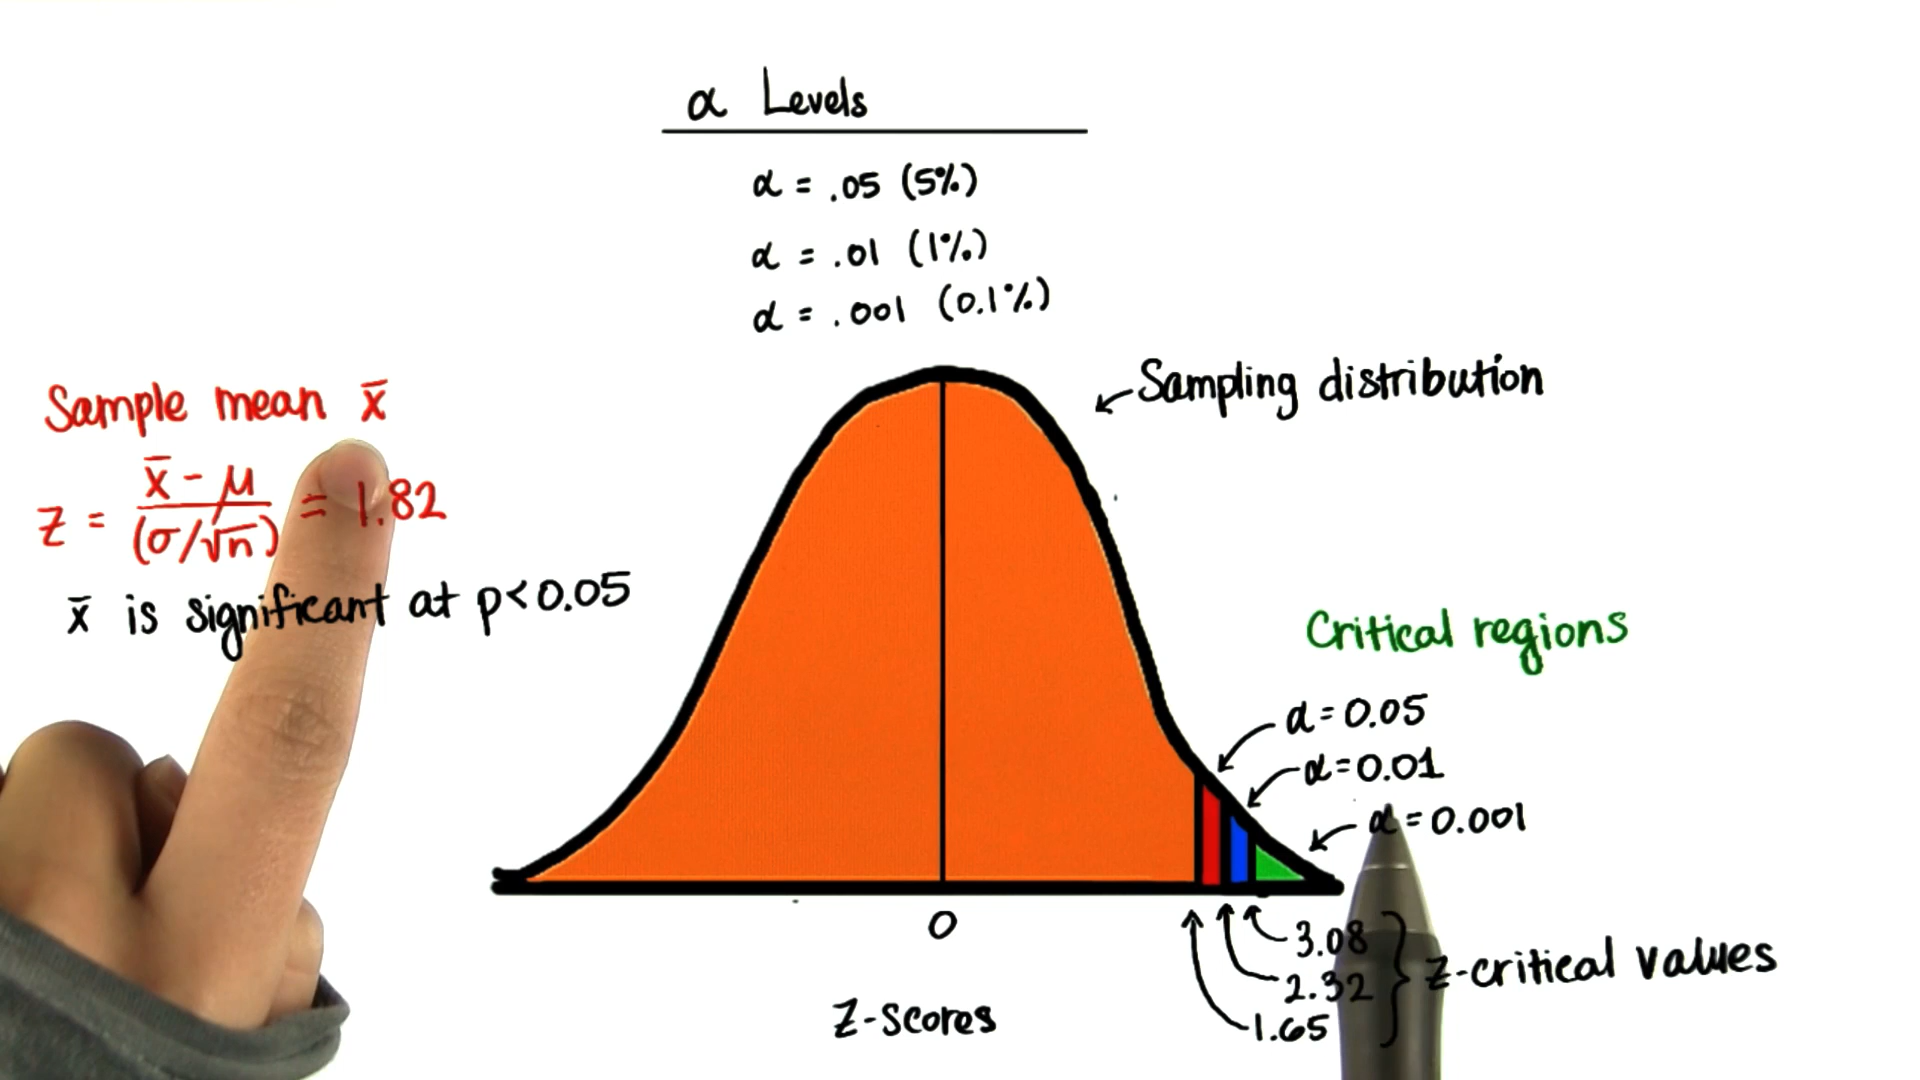 α Levels
α = .05 (5%)
α = .01 (1%)
α = .001 (0.1%)
Sampling distribution
Sample mean x̄
z = x̄ - μ / (σ/√n) = 1.82
x̄ is significant at p<0.05
Critical regions
α=0.05
α=0.01
α=0.001
0
3.08
2.32
1.65
Z-critical values
Z-scores